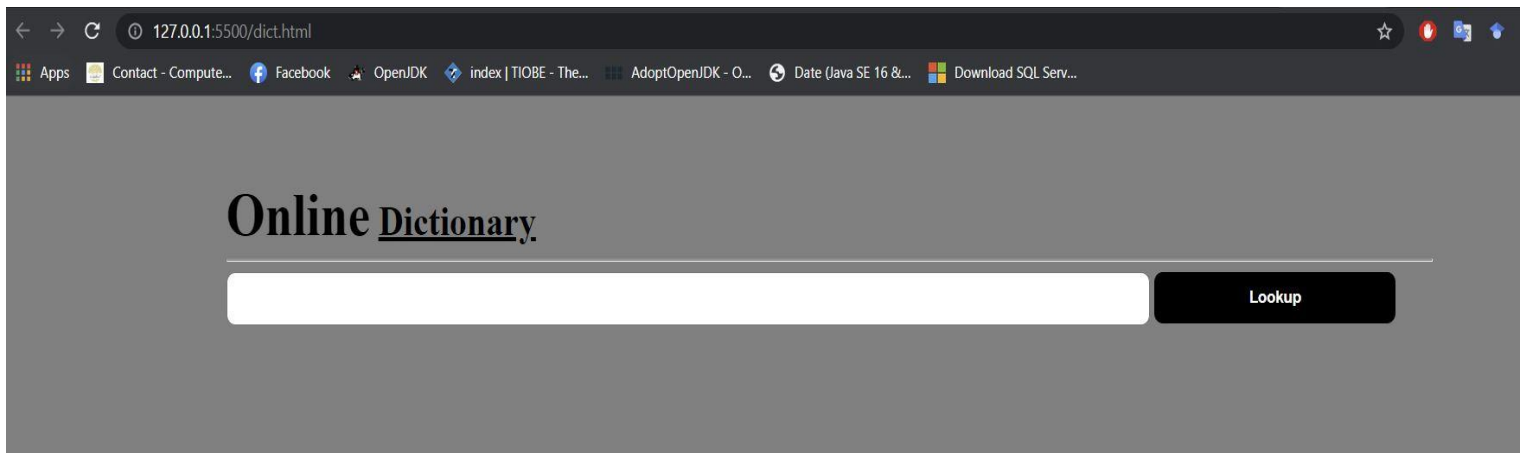 127.0.0.1:5500/dict.html
Apps Contact - Compute... Facebook OpenJDK index | TIOBE - The... AdoptOpenJDK - O... Date (Java SE 16 &... Download SQL Serv...
Online Dictionary
Lookup